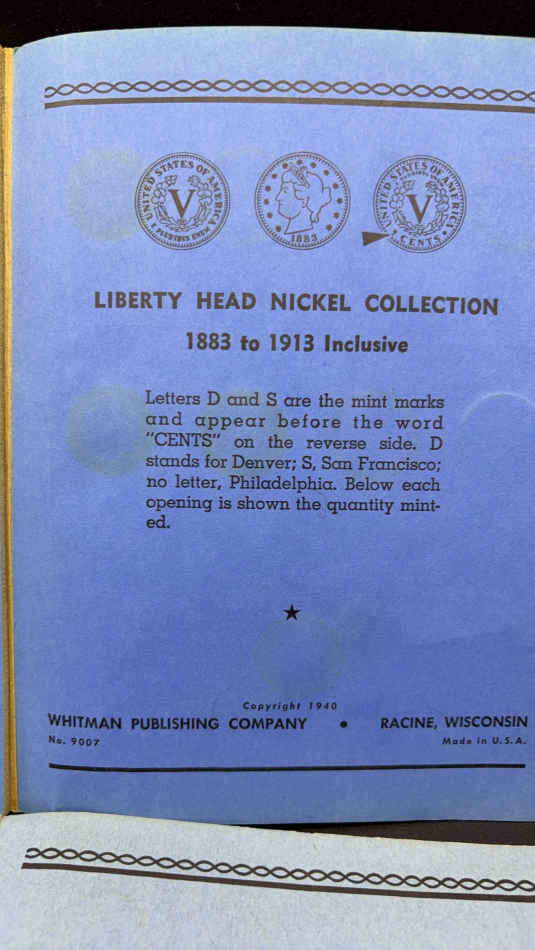 UNITED STATES OF AMERICA
V
E PLURIBUS UNUM
1883
UNITED STATES OF AMERICA
V
CENTS
LIBERTY HEAD NICKEL COLLECTION
1883 to 1913 Inclusive
Letters D and S are the mint marks
and appear before the word
"CENTS" on the reverse side. D
stands for Denver; S, San Francisco;
no letter, Philadelphia. Below each
opening is shown the quantity mint-
ed.
Copyright 1940
WHITMAN PUBLISHING COMPANY • RACINE, WISCONSIN
No. 9007 Made in U.S.A.